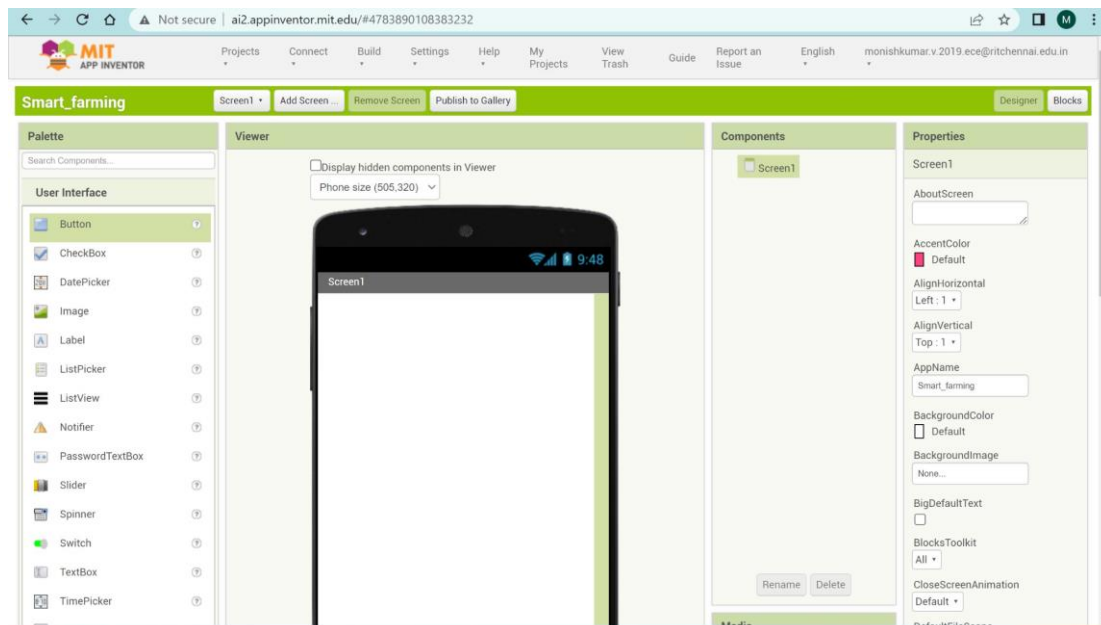 Not secure | ai2.appinventor.mit.edu/#4783890108383232
M
MIT
APP INVENTOR
Projects
Connect
Build
Settings
Help
My Projects
View Trash
Guide
Report an Issue
English
monishkumar.v.2019.ece@ritchennai.edu.in
Smart_farming
Screen1
Add Screen ...
Remove Screen
Publish to Gallery
Designer
Blocks
Palette
Search Components...
User Interface
Button
CheckBox
DatePicker
Image
Label
ListPicker
ListView
Notifier
PasswordTextBox
Slider
Spinner
Switch
TextBox
TimePicker
Viewer
Display hidden components in Viewer
Phone size (505,320)
9:48
Screen1
Components
Screen1
Rename
Delete
Media
Properties
Screen1
AboutScreen
AccentColor
Default
AlignHorizontal
Left : 1
AlignVertical
Top : 1
AppName
Smart_farming
BackgroundColor
Default
BackgroundImage
None...
BigDefaultText
BlocksToolkit
All
CloseScreenAnimation
Default
DefaultFileScope